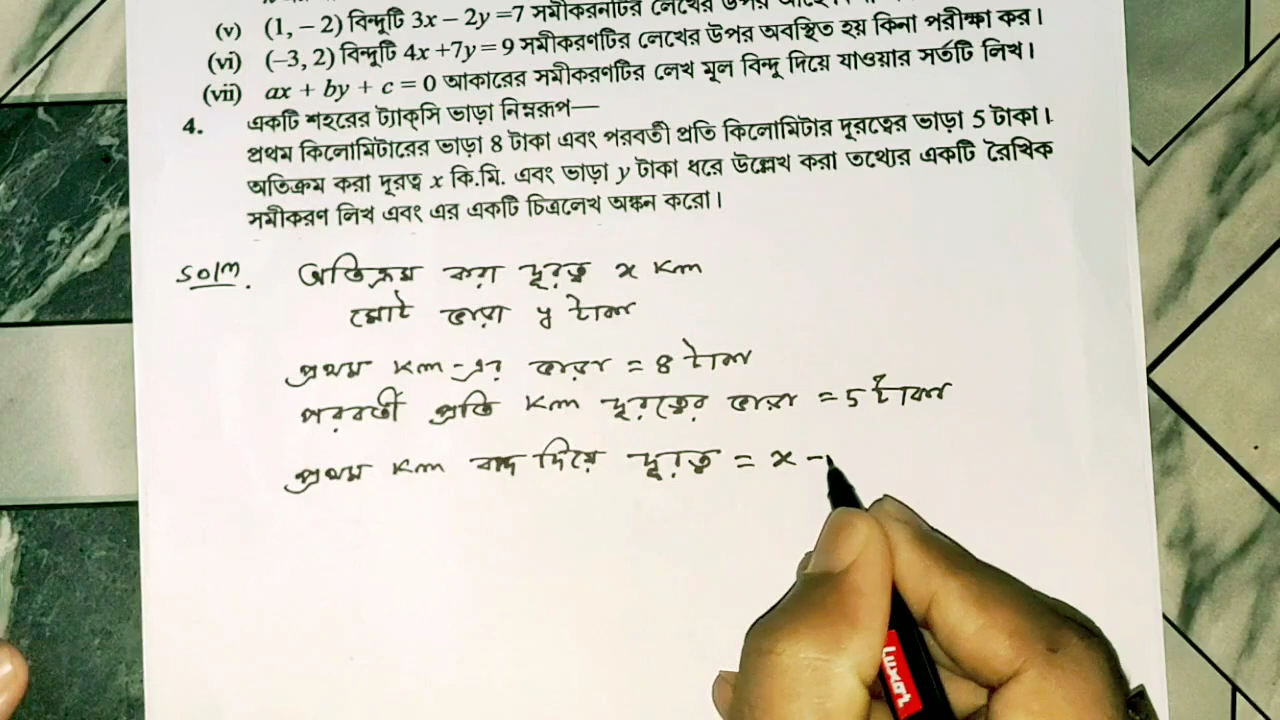 (v) (1, – 2) বিন্দুটি 3x – 2y =7 সমীকরনটির লেখের উপর
(vi) (–3, 2) বিন্দুটি 4x +7y = 9 সমীকরণটির লেখের উপর অবস্থিত হয় কিনা পরীক্ষা কর।
(vii) ax + by + c = 0 আকারের সমীকরণটির লেখ মূল বিন্দু দিয়ে যাওয়ার সর্তটি লিখ।
4. একটি শহরের ট্যাক্সি ভাড়া নিম্নরূপ—
প্রথম কিলোমিটারের ভাড়া 8 টাকা এবং পরবর্তী প্রতি কিলোমিটার দূরত্বের ভাড়া 5 টাকা।
অতিক্রম করা দূরত্ব x কি.মি. এবং ভাড়া y টাকা ধরে উল্লেখ করা তথ্যের একটি রৈখিক
সমীকরণ লিখ এবং এর একটি চিত্রলেখ অঙ্কন করো।
Solⁿ. অতিক্রম করা দূরত্ব x Km
মোট ভারা y টাকা
প্রথম Km-এর ভারা = 8 টাকা
পরবর্তী প্রতি Km দূরত্বের ভারা = 5 টাকা
প্রথম Km বাদ দিয়ে দূরত্ব = x -
Luxor